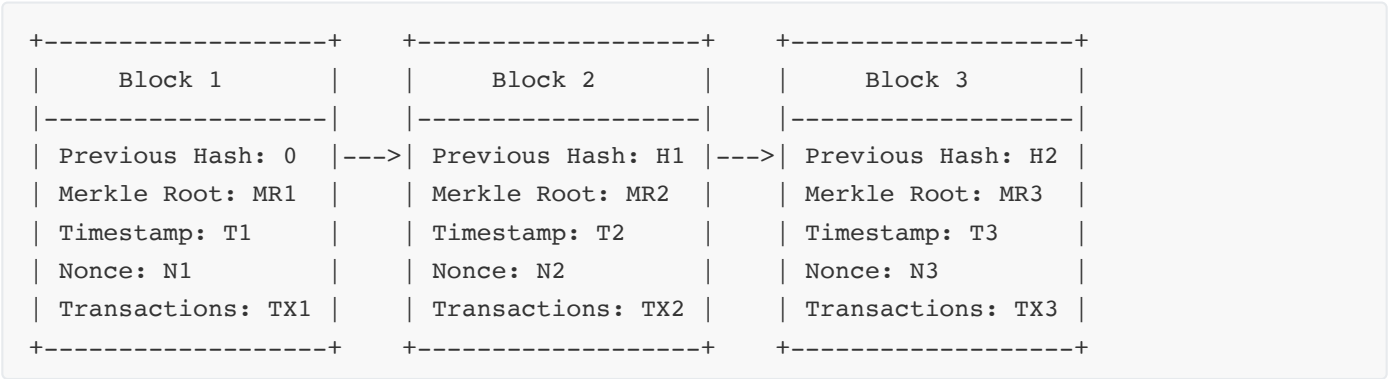 +-------------------+    +-------------------+    +-------------------+
|      Block 1       |    |     Block 2       |    |     Block 3       |
|-------------------|    |-------------------|    |-------------------|
| Previous Hash: 0  |--->| Previous Hash: H1 |--->| Previous Hash: H2 |
| Merkle Root: MR1  |    | Merkle Root: MR2  |    | Merkle Root: MR3  |
| Timestamp: T1     |    | Timestamp: T2     |    | Timestamp: T3     |
| Nonce: N1         |    | Nonce: N2         |    | Nonce: N3         |
| Transactions: TX1 |    | Transactions: TX2 |    | Transactions: TX3 |
+-------------------+    +-------------------+    +-------------------+